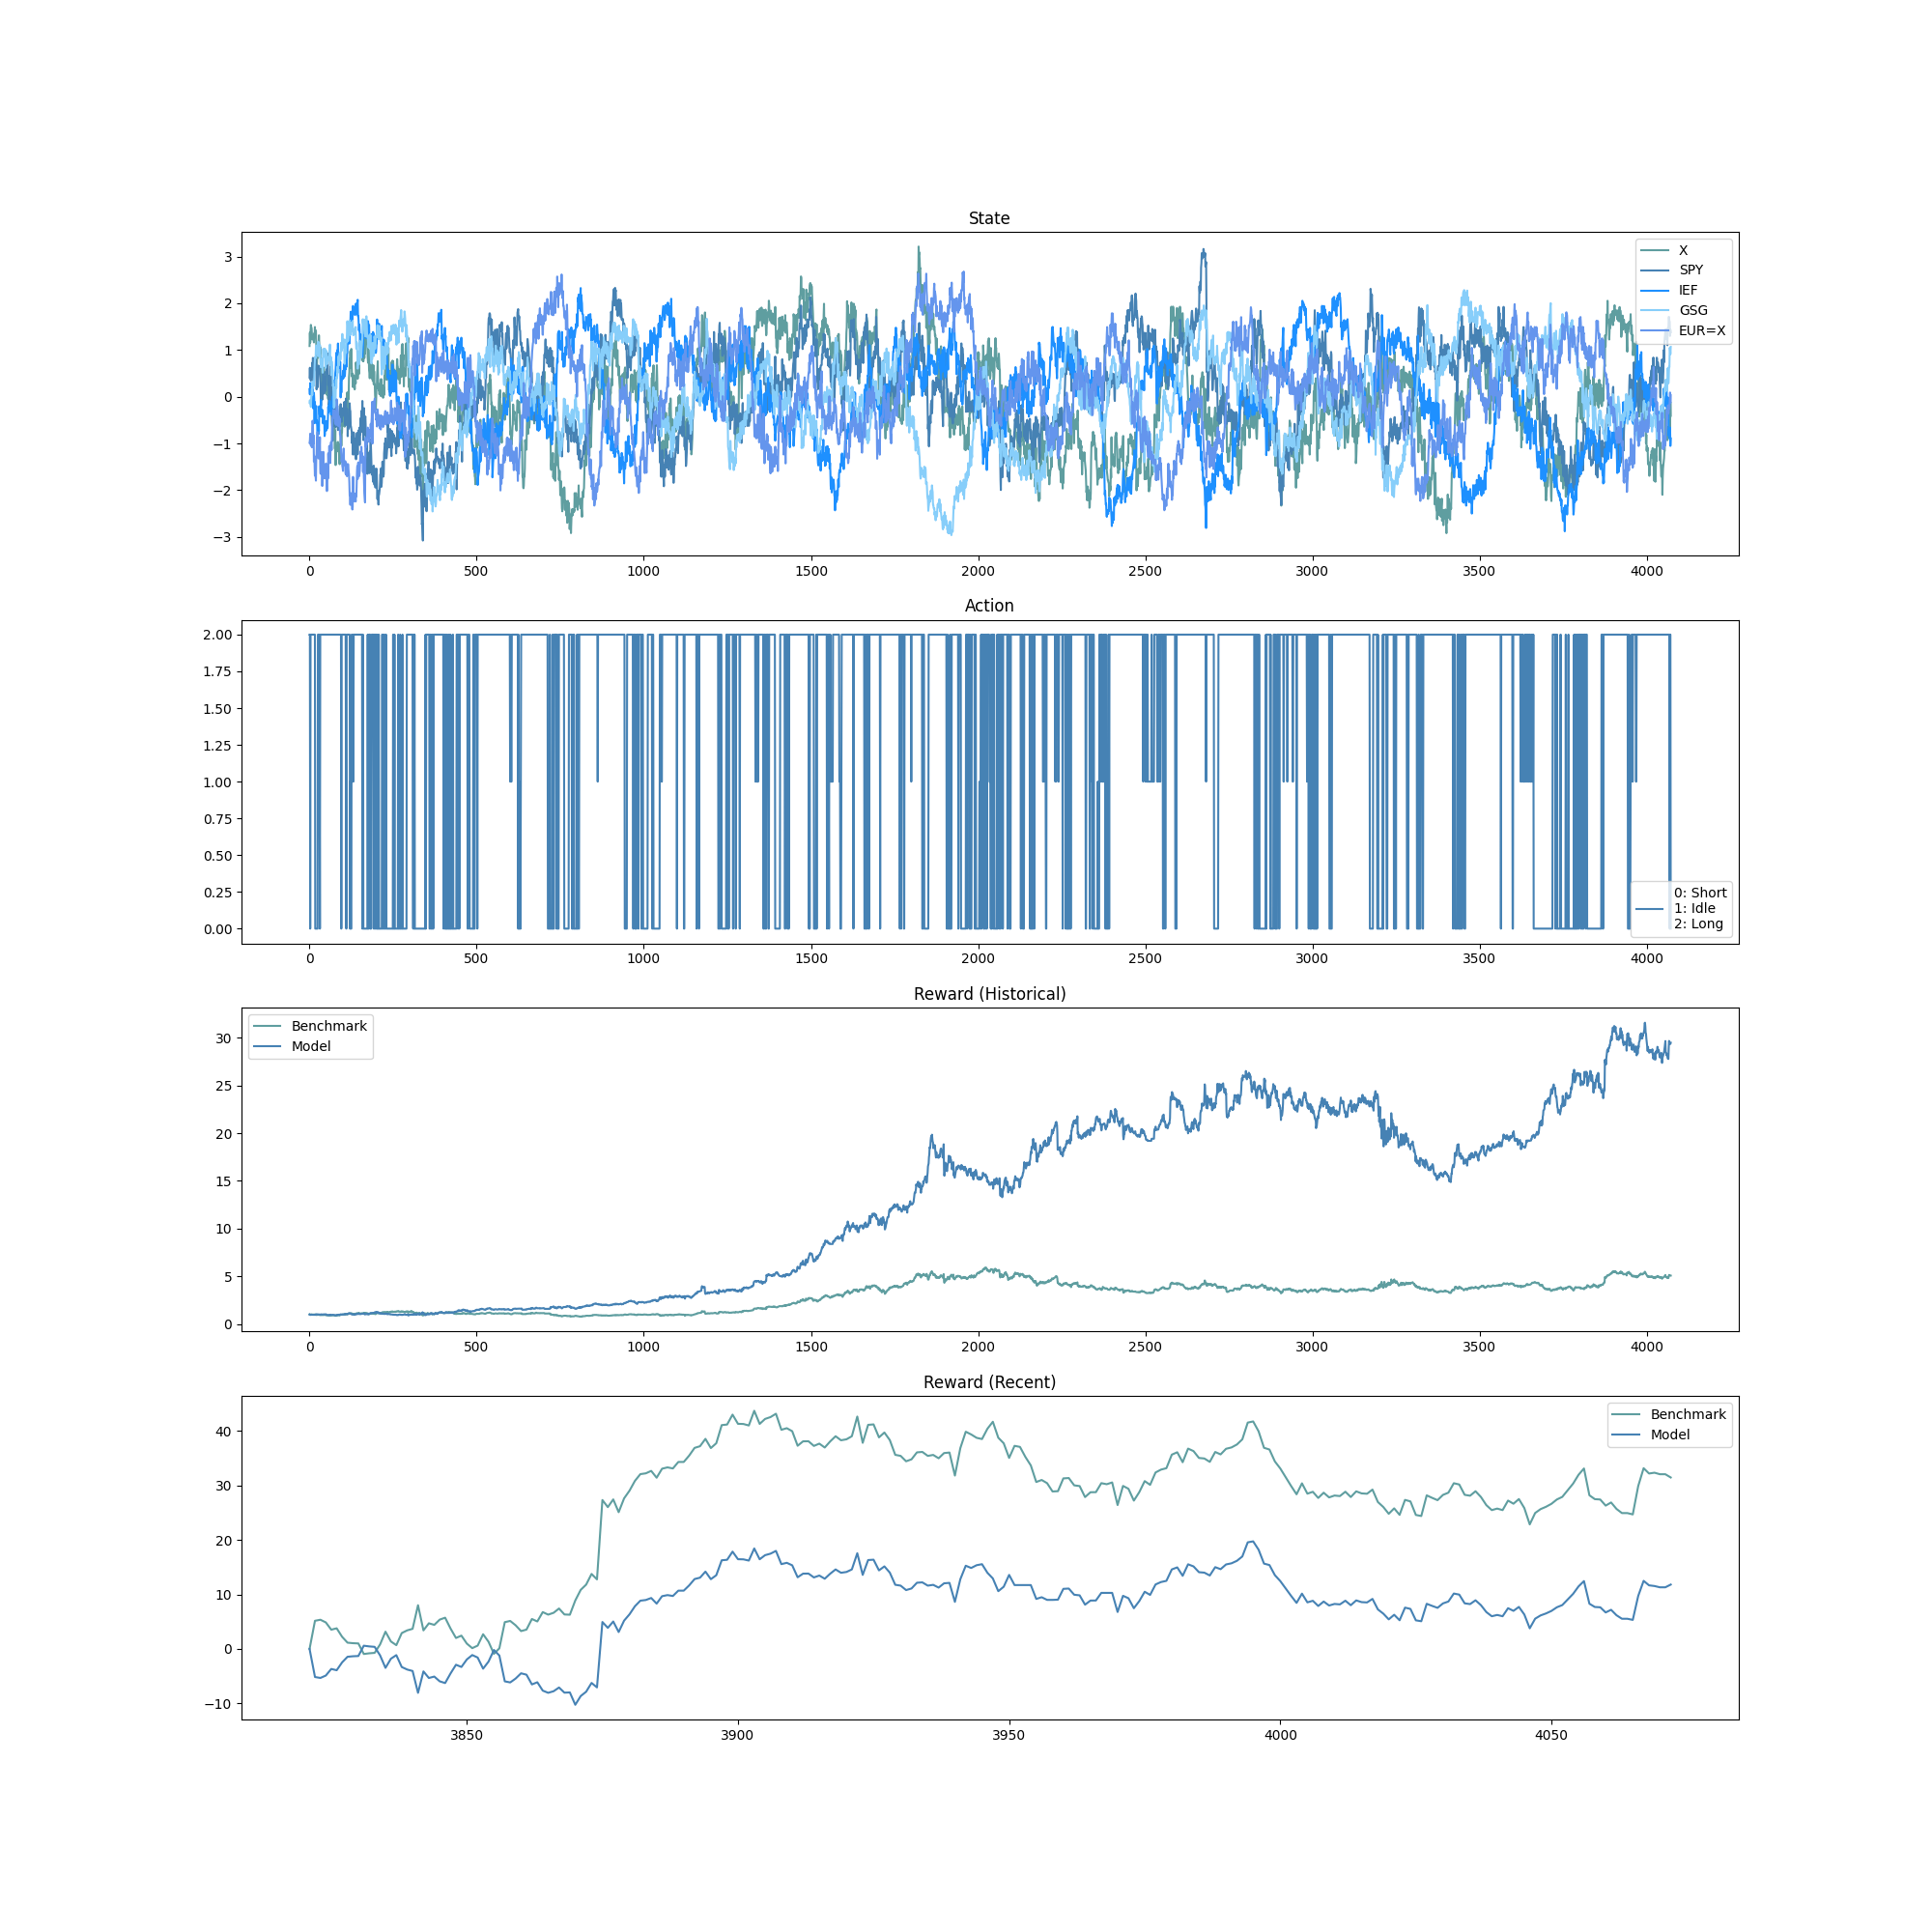 State
3
2
1
0
−1
−2
−3
X
SPY
IEF
GSG
EUR=X
0 500 1000 1500 2000 2500 3000 3500 4000
Action
2.00
1.75
1.50
1.25
1.00
0.75
0.50
0.25
0.00
0: Short
1: Idle
2: Long
0 500 1000 1500 2000 2500 3000 3500 4000
Reward (Historical)
Benchmark
Model
30
25
20
15
10
5
0
0 500 1000 1500 2000 2500 3000 3500 4000
Reward (Recent)
Benchmark
Model
40
30
20
10
0
−10
3850 3900 3950 4000 4050